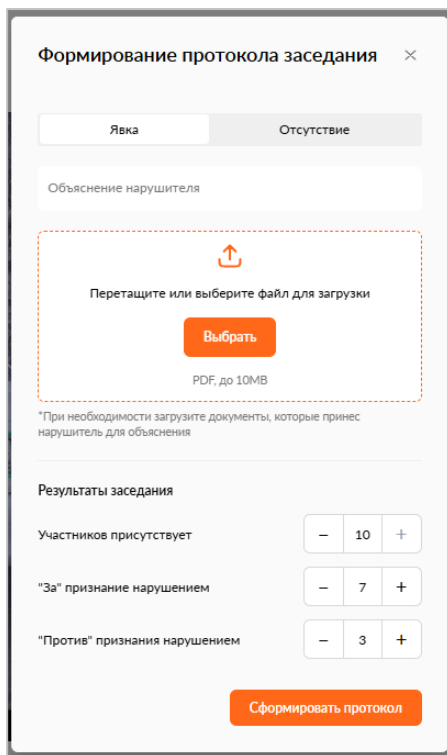 Формирование протокола заседания
Явка
Отсутствие
Объяснение нарушителя
Перетащите или выберите файл для загрузки
Выбрать
PDF, до 10MB
*При необходимости загрузите документы, которые принес
нарушитель для объяснения
Результаты заседания
Участников присутствует
− 10 +
"За" признание нарушением
− 7 +
"Против" признания нарушением
− 3 +
Сформировать протокол